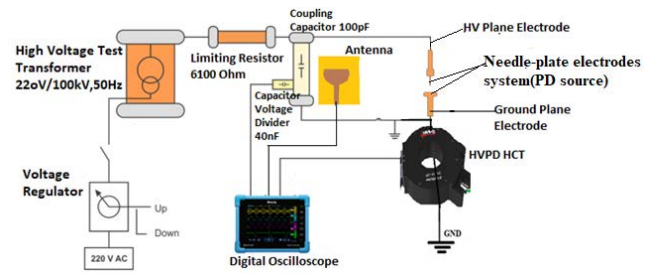 Coupling
Capacitor 100pF
HV Plane Electrode
High Voltage Test
Transformer
22oV/100kV,50Hz
Limiting Resistor
6100 Ohm
Antenna
Needle-plate electrodes
system(PD source)
Capacitor
Voltage
Divider
40nF
Ground Plane
Electrode
HVPD HCT
Voltage
Regulator
Up
Down
GND
220 V AC
Digital Oscilloscope